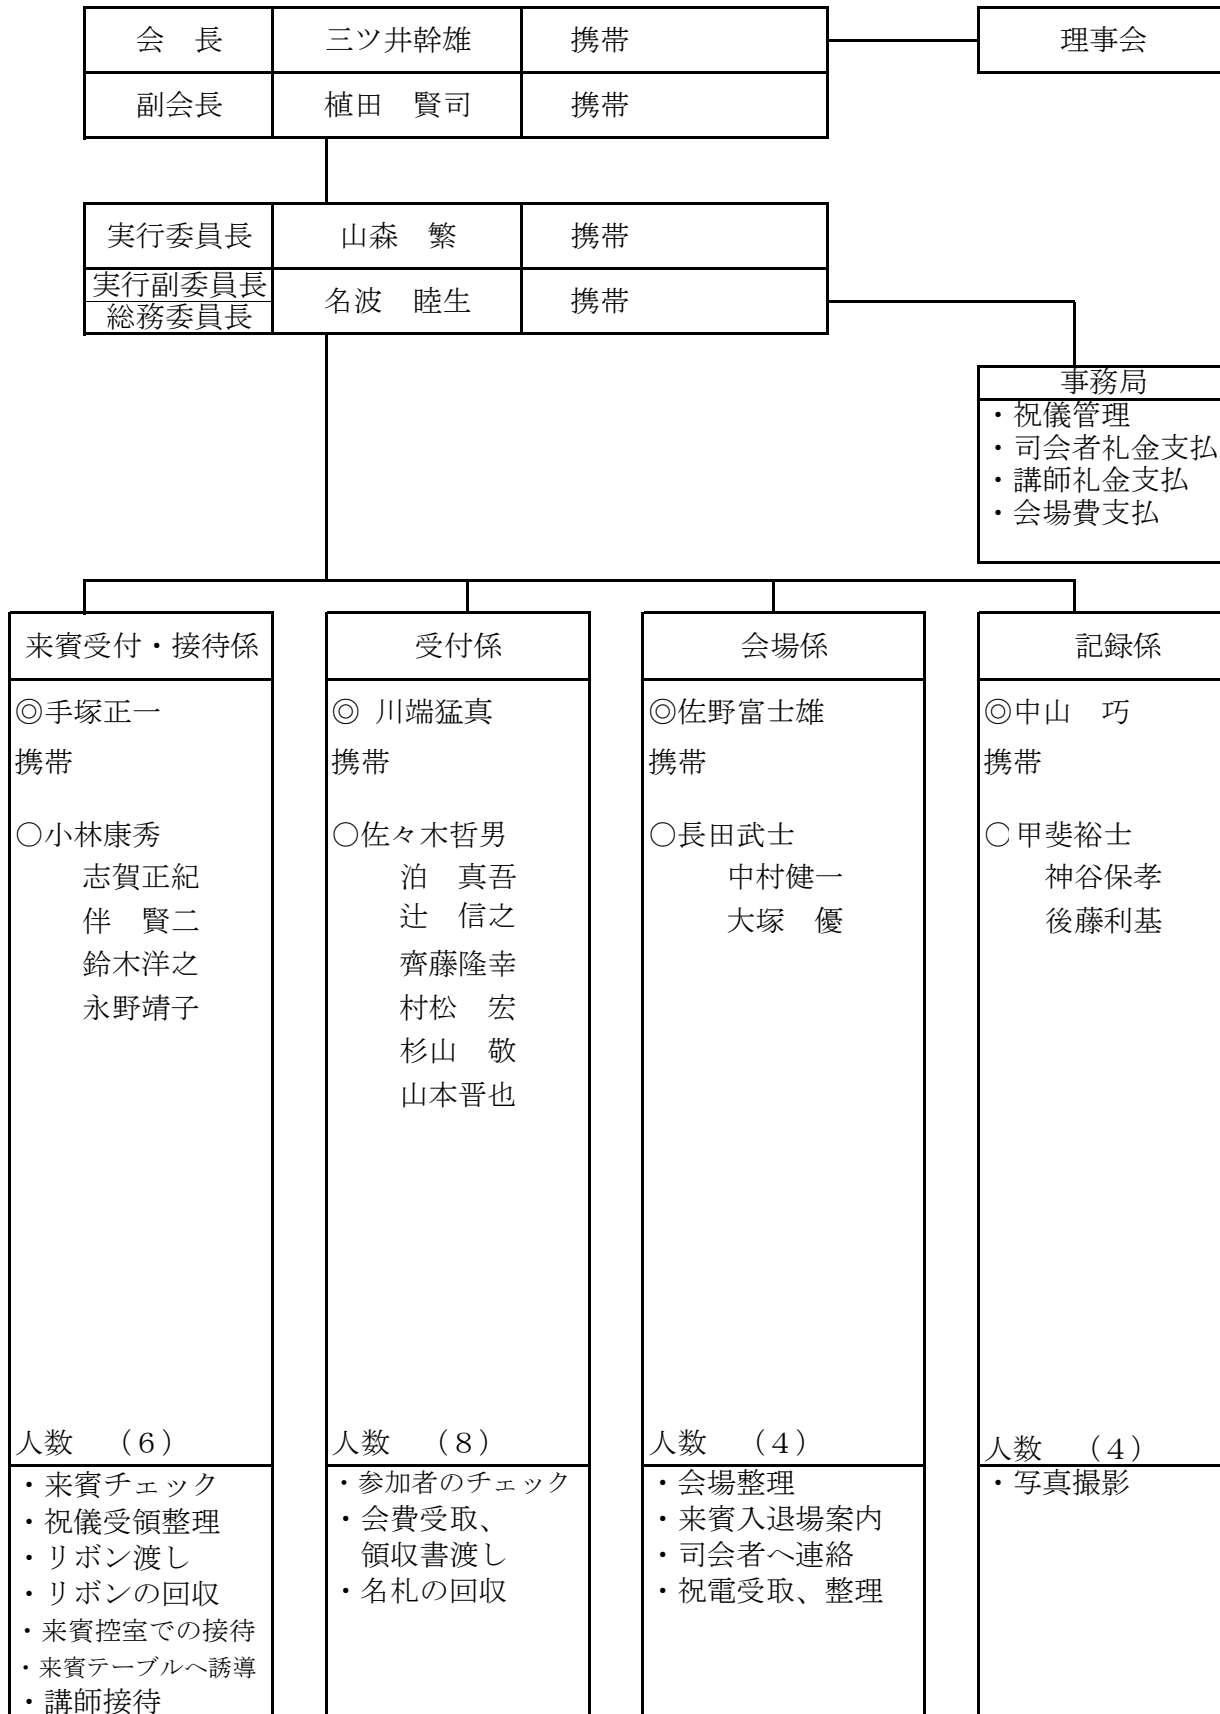 会　長　三ツ井幹雄　携帯
理事会
副会長　植田　賢司　携帯
実行委員長　山森　繁　携帯
実行副委員長
総務委員長　名波　睦生　携帯
事務局
・祝儀管理
・司会者礼金支払
・講師礼金支払
・会場費支払
来賓受付・接待係
◎手塚正一
携帯
○小林康秀
志賀正紀
伴　賢二
鈴木洋之
永野靖子
人数　（６）
・来賓チェック
・祝儀受領整理
・リボン渡し
・リボンの回収
・来賓控室での接待
・来賓テーブルへ誘導
・講師接待
受付係
◎ 川端猛真
携帯
○佐々木哲男
泊　真吾
辻　信之
齊藤隆幸
村松　宏
杉山　敬
山本晋也
人数　（８）
・参加者のチェック
・会費受取、
領収書渡し
・名札の回収
会場係
◎佐野富士雄
携帯
○長田武士
中村健一
大塚　優
人数　（４）
・会場整理
・来賓入退場案内
・司会者へ連絡
・祝電受取、整理
記録係
◎中山　巧
携帯
○甲斐裕士
神谷保孝
後藤利基
人数　（４）
・写真撮影